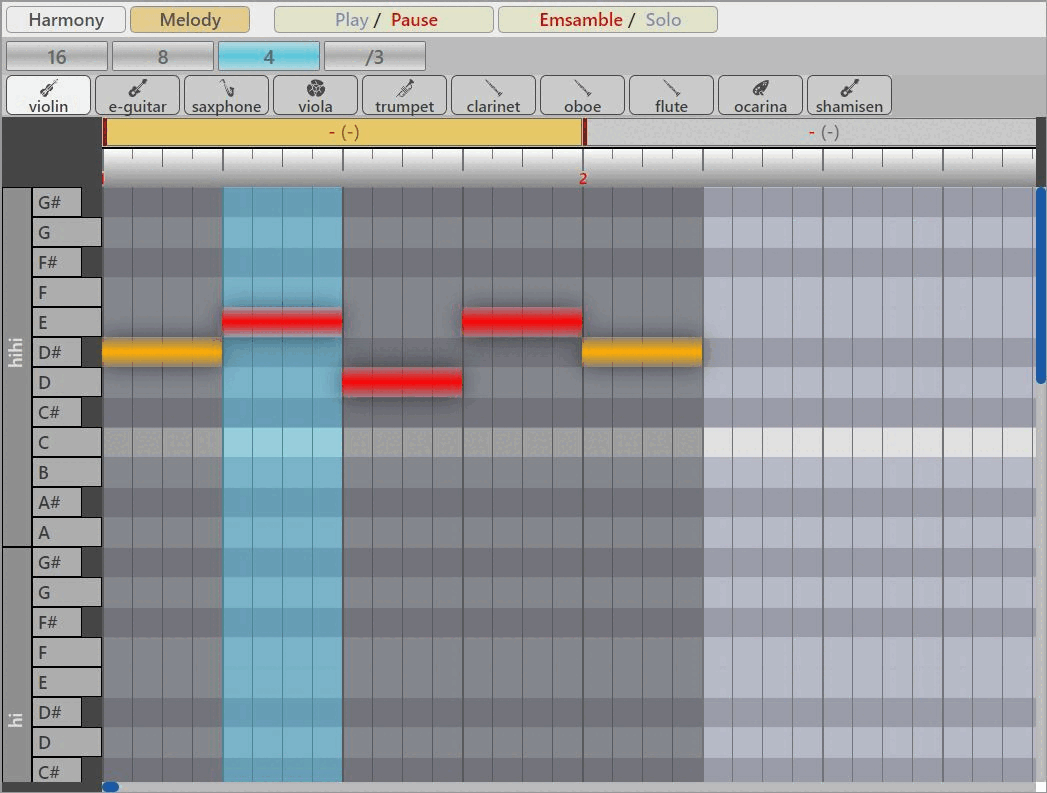 Harmony Melody Play / Pause Emsamble / Solo
16 8 4 /3
violin e-guitar saxphone viola trumpet clarinet oboe flute ocarina shamisen
- (-) - (-)
1 2
G#
G
F#
F
E
hihi
D#
D
C#
C
B
A#
A
G#
G
F#
F
E
D#
hi
D
C#